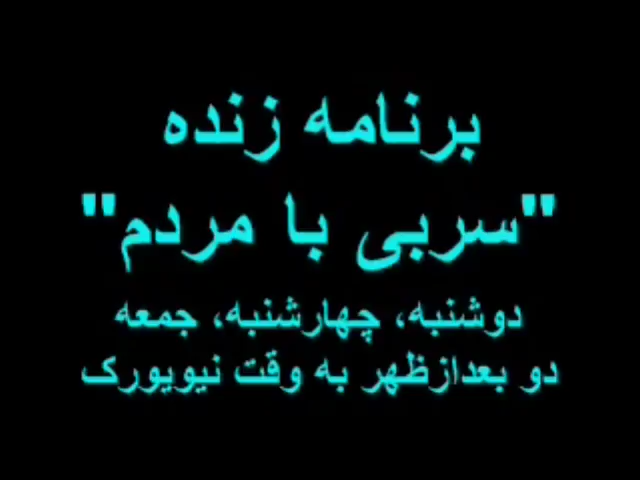 برنامه زنده
"سربی با مردم"
دوشنبه، چهارشنبه، جمعه
دو بعدازظهر به وقت نیویورک